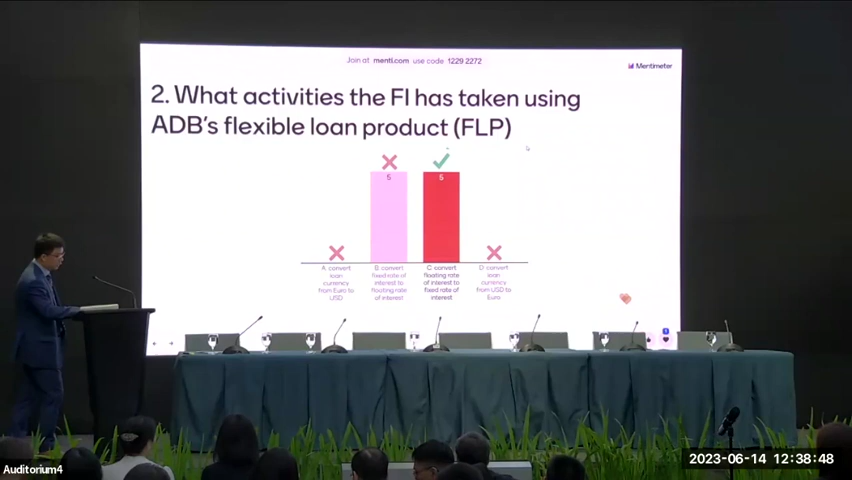 Join at menti.com use code 1229 2272
Mentimeter
2. What activities the FI has taken using
ADB's flexible loan product (FLP)
5
5
A. convert
loan
currency
from Euro to
USD
B. convert
fixed rate of
interest to
floating rate
of interest
C. convert
floating rate
of interest to
fixed rate of
interest
D. convert
loan
currency
from USD to
Euro
Auditorium4
2023-06-14 12:38:48